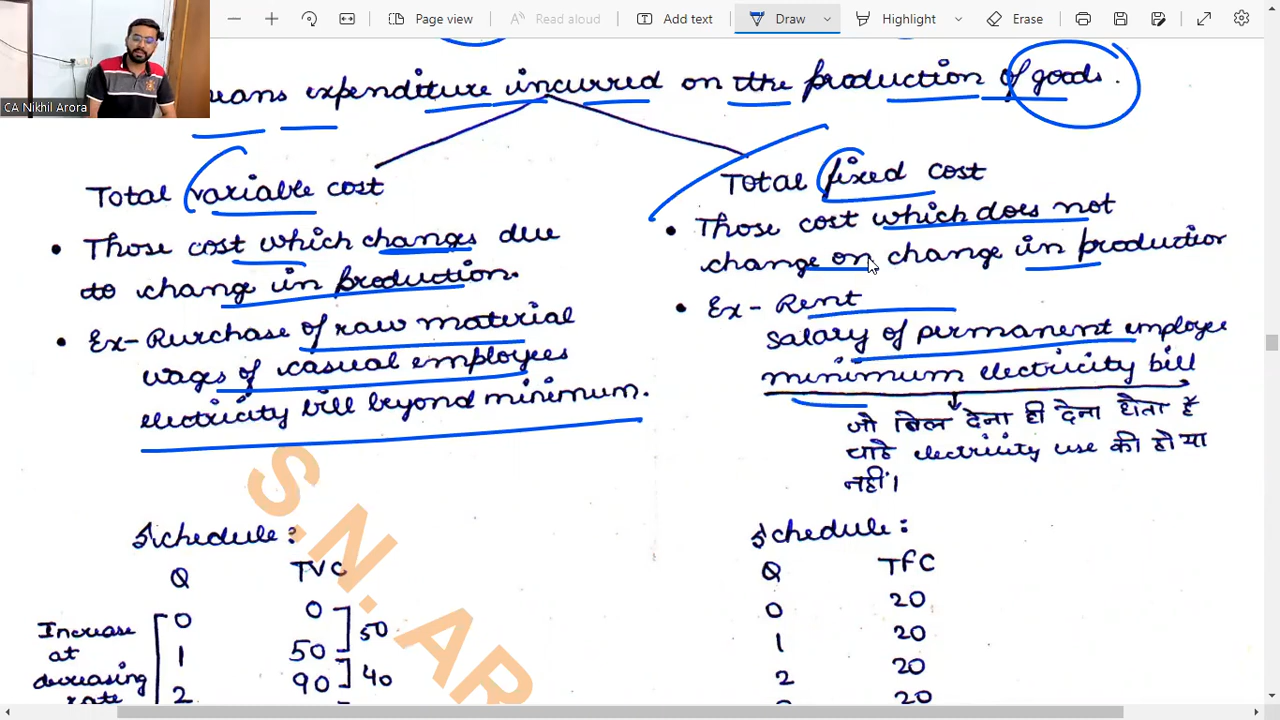 Page view
Read aloud
Add text
Draw
Highlight
Erase
CA Nikhil Arora
expenditure incurred on the production of goods.
Total variable cost
Those cost which changes due
to change in production.
Ex- Purchase of raw material
wages of casual employees
electricity bill beyond minimum.
Total fixed cost
Those cost which does not
change on change in production
Ex- Rent
salary of permanent employee
minimum electricity bill
जो बिल देना ही देना होता है
चाहे electricity use की हो या
नहीं।
Schedule:
Q TVC
0 0
50
1 50
40
2 90
Increase
at
decreasing
rate
Schedule:
Q TFC
0 20
1 20
2 20
20
S.N. AR